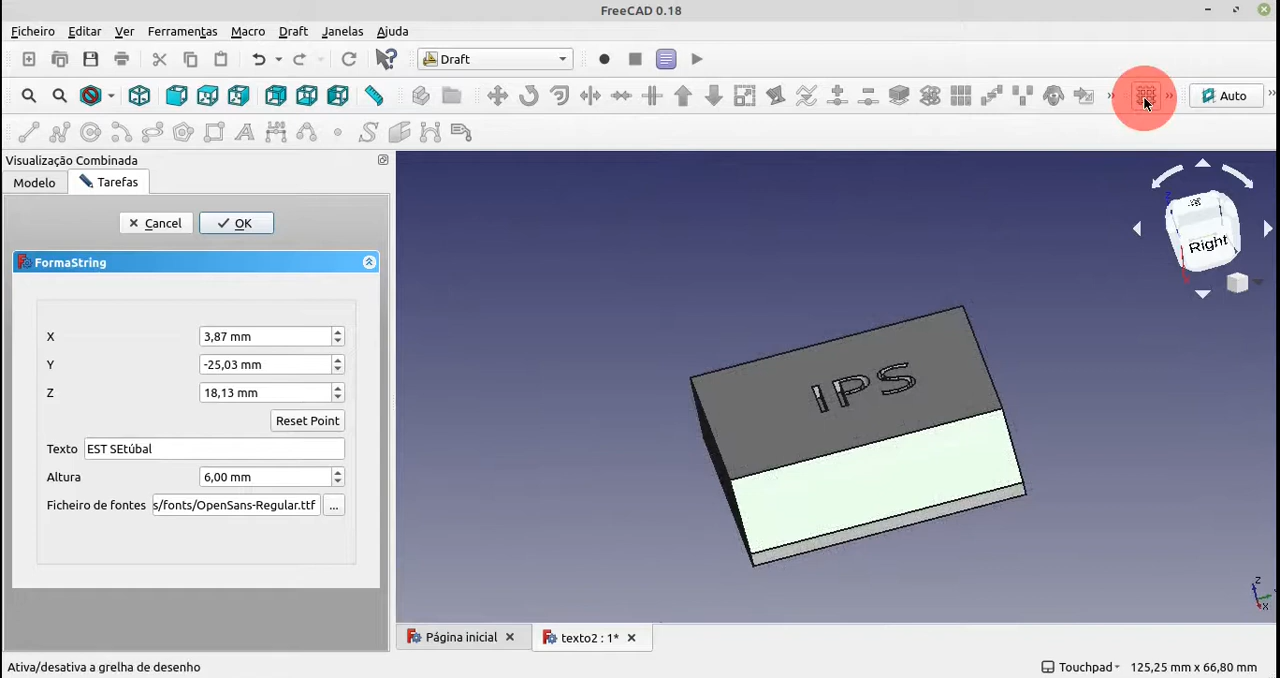 FreeCAD 0.18
Ficheiro Editar Ver Ferramentas Macro Draft Janelas Ajuda
Draft
Auto
Visualização Combinada
Modelo Tarefas
Cancel OK
FormaString
X 3,87 mm
Y -25,03 mm
Z 18,13 mm
Reset Point
Texto EST SEtúbal
Altura 6,00 mm
Ficheiro de fontes s/fonts/OpenSans-Regular.ttf ...
IPS
Right
Z
X
Página inicial texto2 : 1*
Ativa/desativa a grelha de desenho Touchpad 125,25 mm x 66,80 mm